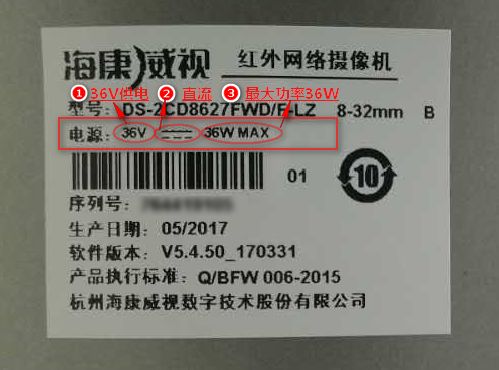 海康威视 红外网络摄像机
❶36V供电 ❷直流 ❸最大功率36W
型号: DS-2CD8627FWD/F-LZ 8-32mm B
电源: 36V 36W MAX
01 10
序列号:
生产日期: 05/2017
软件版本: V5.4.50_170331
产品执行标准: Q/BFW 006-2015
杭州海康威视数字技术股份有限公司